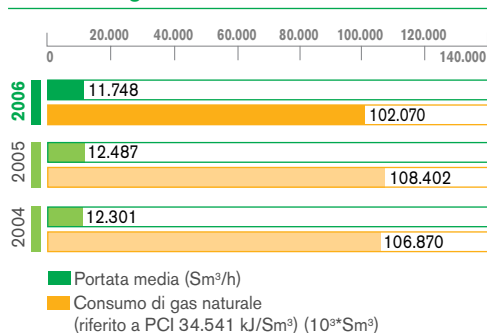 20.000 40.000 60.000 80.000 100.000 120.000
0 140.000
2006
11.748
102.070
2005
12.487
108.402
2004
12.301
106.870
Portata media (Sm³/h)
Consumo di gas naturale
(riferito a PCI 34.541 kJ/Sm³) (10³*Sm³)